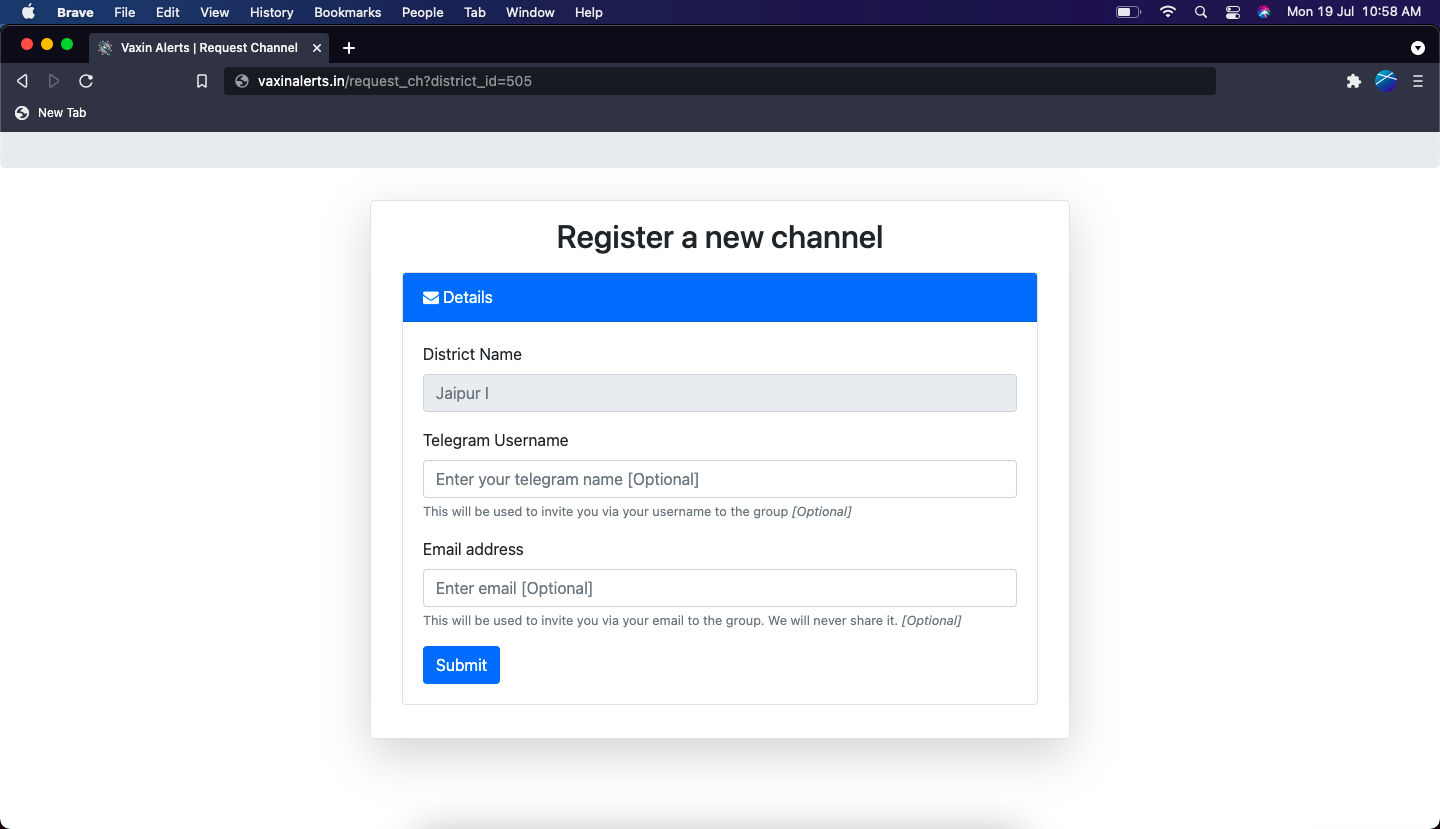 Brave File Edit View History Bookmarks People Tab Window Help Mon 19 Jul 10:58 AM
Vaxin Alerts | Request Channel
vaxinalerts.in/request_ch?district_id=505
New Tab
Register a new channel
Details
District Name
Jaipur I
Telegram Username
Enter your telegram name [Optional]
This will be used to invite you via your username to the group [Optional]
Email address
Enter email [Optional]
This will be used to invite you via your email to the group. We will never share it. [Optional]
Submit